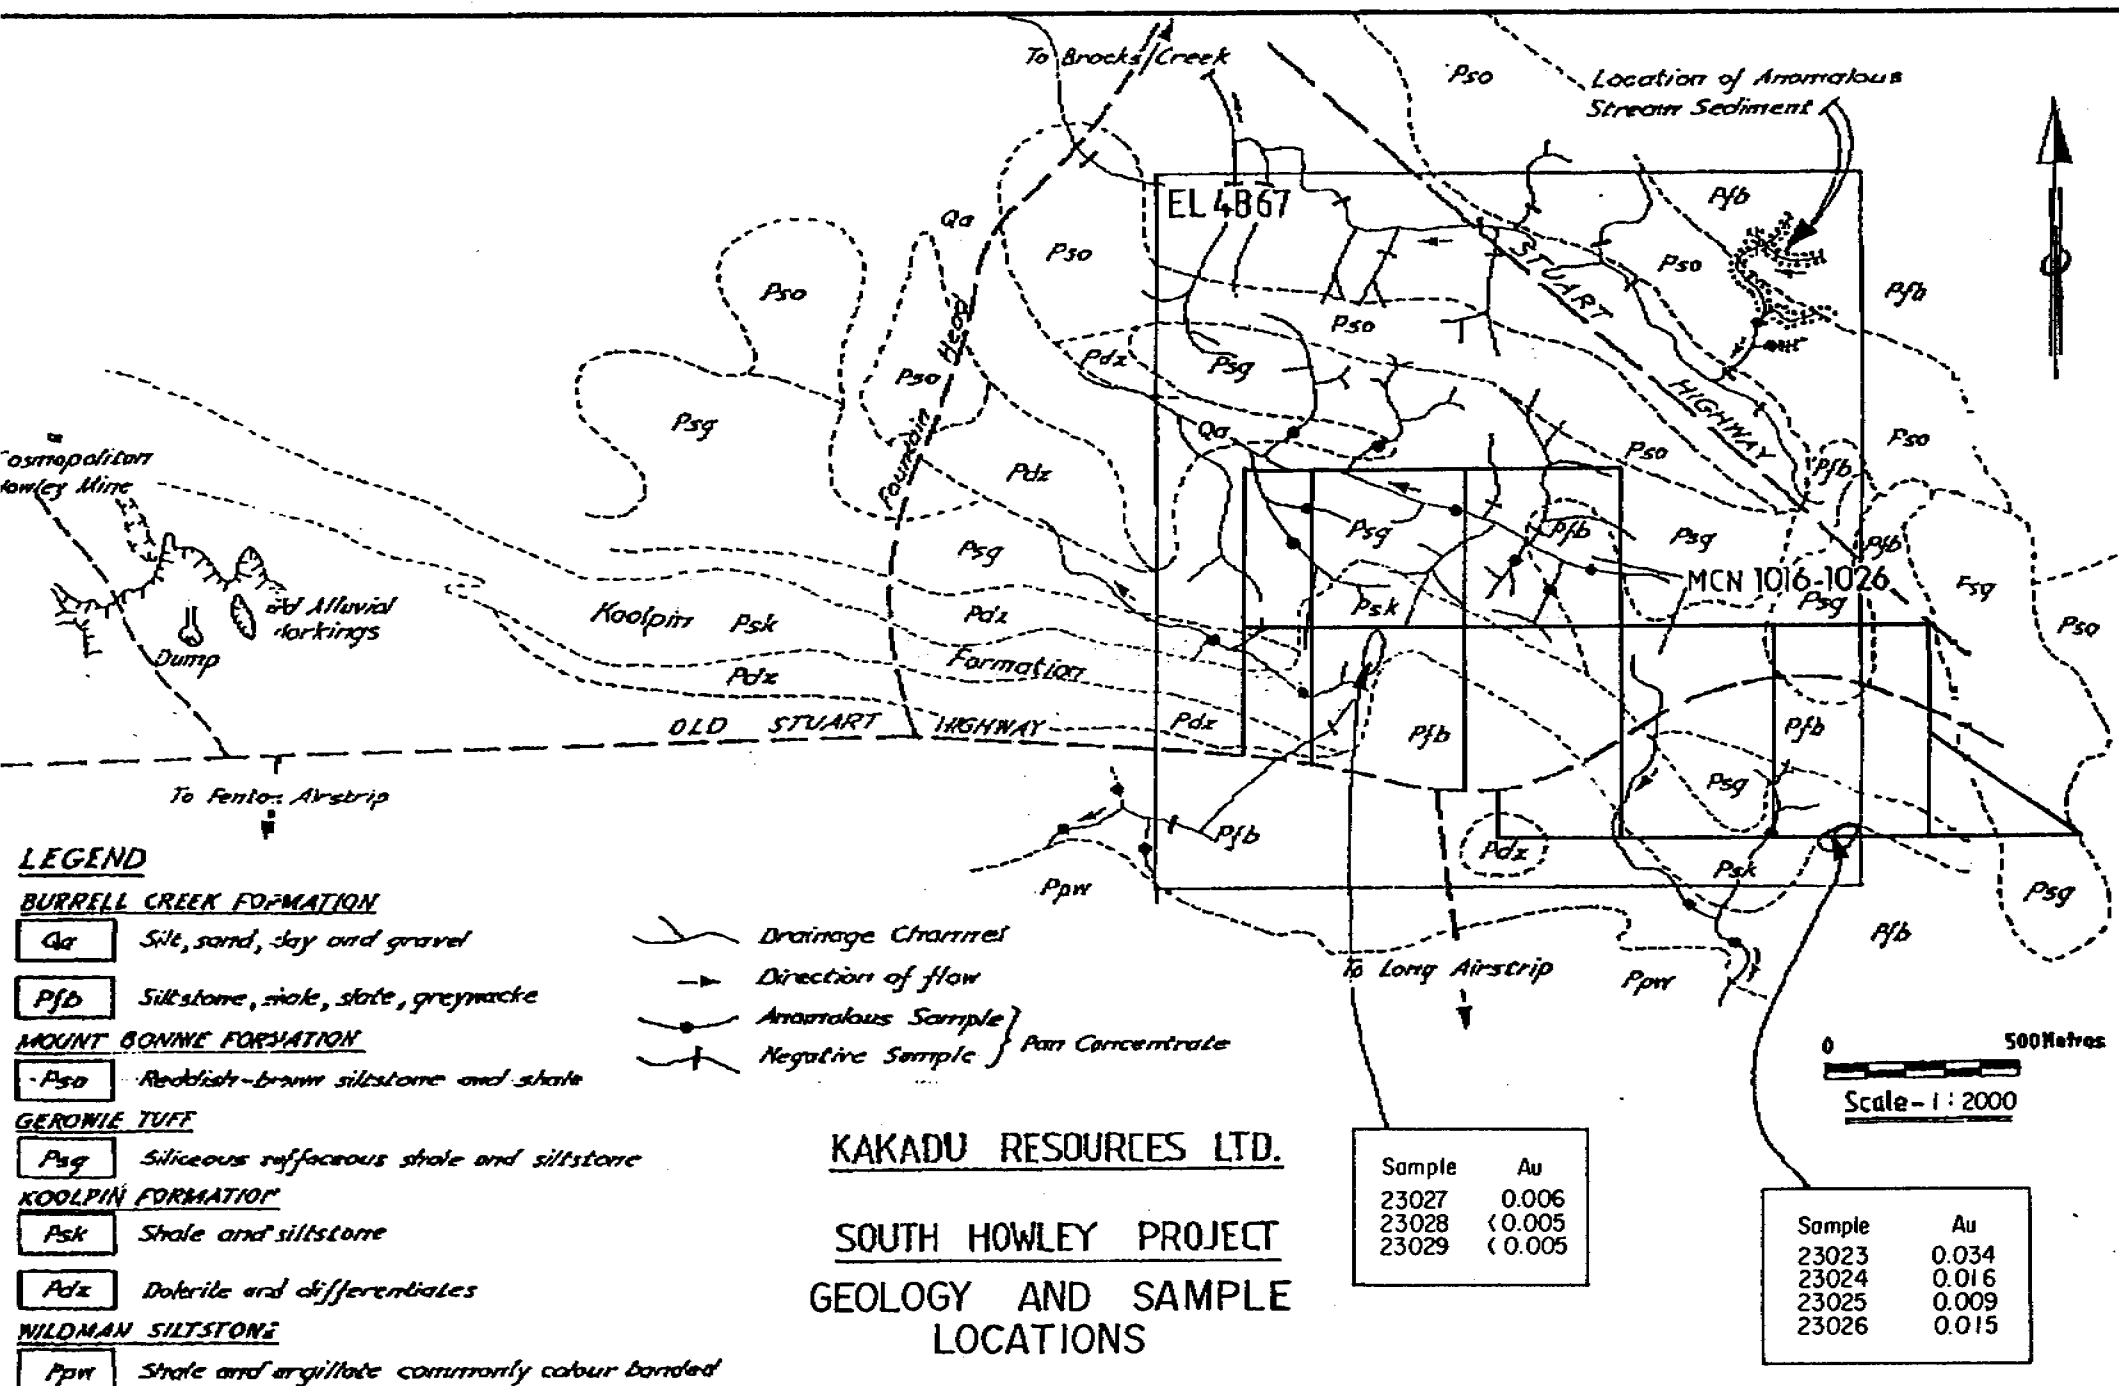 To Brocks Creek
Pso
Location of Anomalous
Stream Sediment
EL 4867
Pfb
Qa
Pso
Pso
Pso
Pfb
STUART
HIGHWAY
Pso
Pso
Fountain Head
Pdz
Psg
Pso
Psg
Qa
Pso
Pso
Pfb
Howley Mine
Pdz
Psg
Psg
Pfb
Psg
Pfb
MCN 1016-1026
Psg
Psg
Old Alluvial
Workings
Koolpin
Psk
Pdz
Psk
Pso
Dump
Formation
Pdz
OLD STUART HIGHWAY
Pdz
Pfb
Pfb
Psg
To Fenton Airstrip
Pfb
Pdz
Psk
Ppw
Psg
Pfb
To Long Airstrip
Ppw
LEGEND
BURRELL CREEK FORMATION
Qa Silt, sand, clay and gravel
Pfb Siltstone, shale, slate, greywacke
MOUNT BONNIE FORMATION
Pso Reddish-brown siltstone and shale
GEROWIE TUFF
Psg Siliceous tuffaceous shale and siltstone
KOOLPIN FORMATION
Psk Shale and siltstone
Pdz Dolerite and differentiates
WILDMAN SILTSTONE
Ppw Shale and argillate commonly colour banded
Drainage Channel
Direction of flow
Anomalous Sample
Negative Sample
Pan Concentrate
0 500 Metres
Scale - 1 : 2000
KAKADU RESOURCES LTD.
SOUTH HOWLEY PROJECT
GEOLOGY AND SAMPLE
LOCATIONS
Sample Au
23027 0.006
23028 <0.005
23029 <0.005
Sample Au
23023 0.034
23024 0.016
23025 0.009
23026 0.015